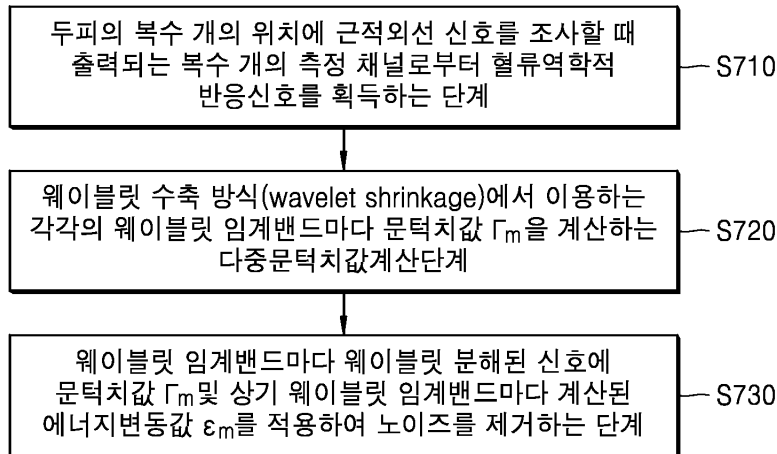 두피의 복수 개의 위치에 근적외선 신호를 조사할 때
출력되는 복수 개의 측정 채널로부터 혈류역학적
반응신호를 획득하는 단계
S710
웨이블릿 수축 방식(wavelet shrinkage)에서 이용하는
각각의 웨이블릿 임계밴드마다 문턱치값 Γm을 계산하는
다중문턱치값계산단계
S720
웨이블릿 임계밴드마다 웨이블릿 분해된 신호에
문턱치값 Γm및 상기 웨이블릿 임계밴드마다 계산된
에너지변동값 εm를 적용하여 노이즈를 제거하는 단계
S730